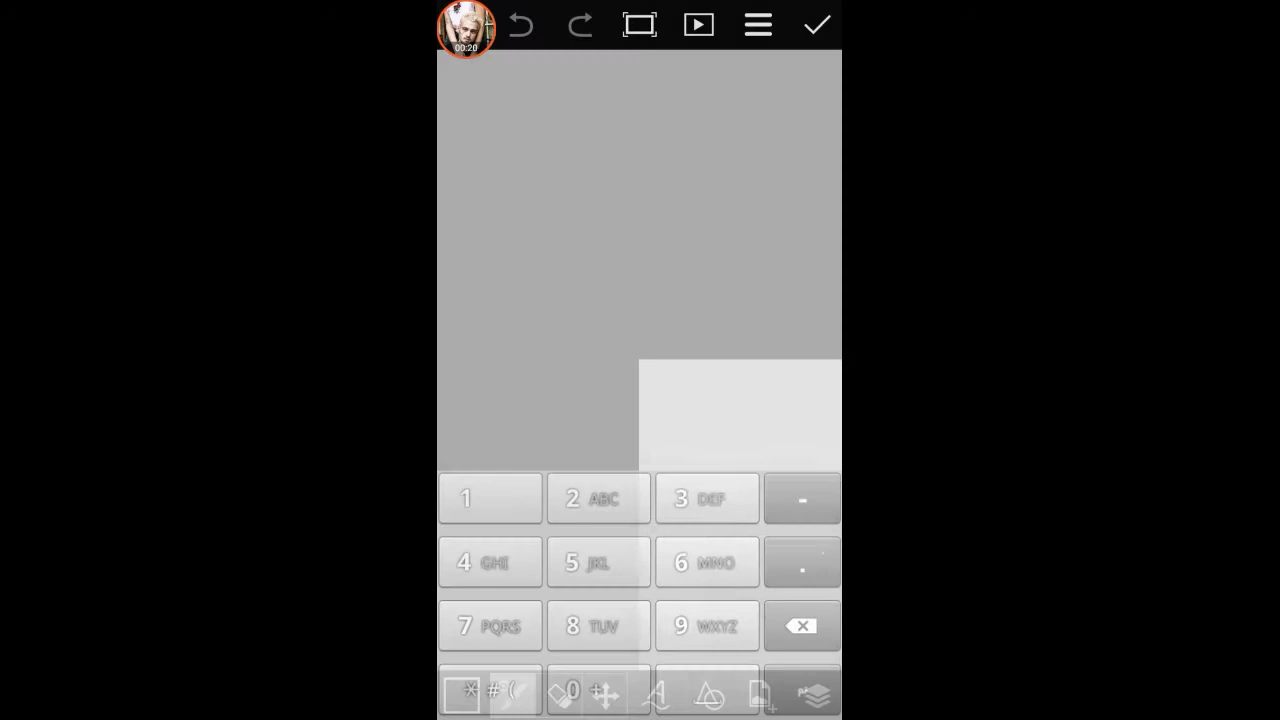 00:20
1 2 ABC 3 DEF -
4 GHI 5 JKL 6 MNO .
7 PQRS 8 TUV 9 WXYZ
* # ( 0 +